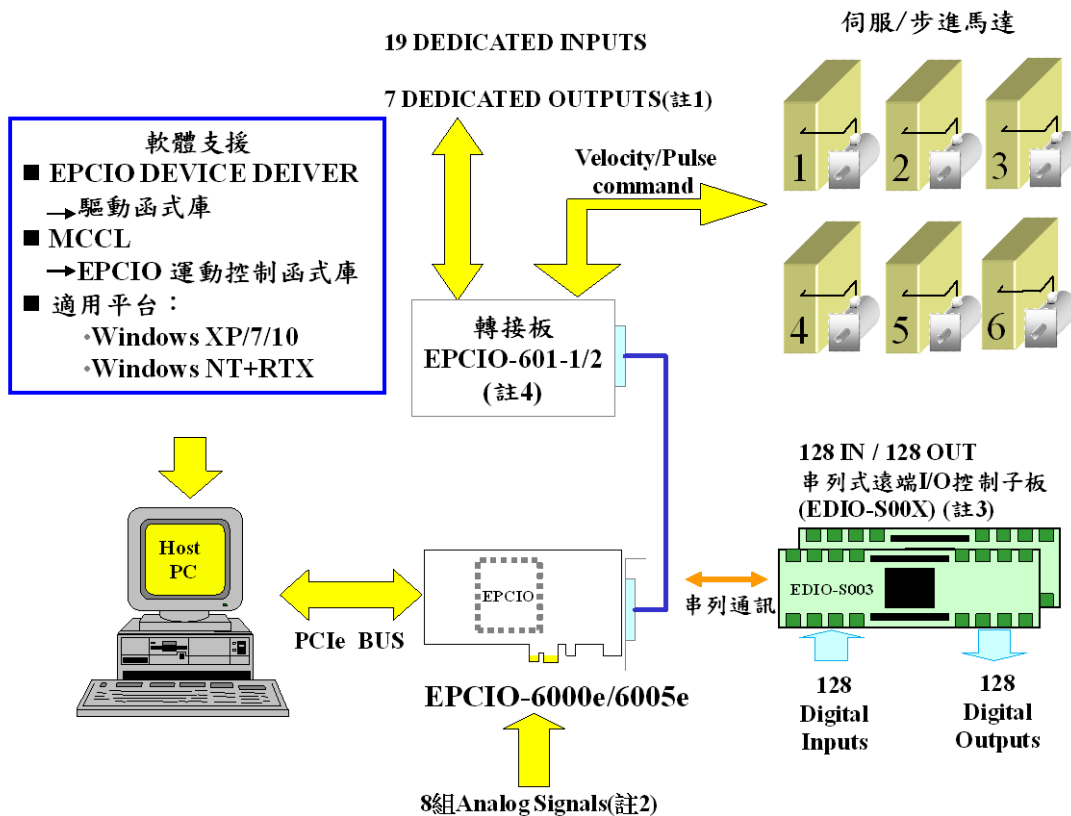 19 DEDICATED INPUTS
7 DEDICATED OUTPUTS(註1)
伺服/步進馬達
軟體支援
■ EPCIO DEVICE DEIVER
→驅動函式庫
■ MCCL
→EPCIO 運動控制函式庫
■ 適用平台：
•Windows XP/7/10
•Windows NT+RTX
Velocity/Pulse
command
1
2
3
4
5
6
轉接板
EPCIO-601-1/2
(註4)
128 IN / 128 OUT
串列式遠端I/O控制子板
(EDIO-S00X) (註3)
Host
PC
PCIe BUS
EPCIO
EPCIO-6000e/6005e
串列通訊
EDIO-S003
128
Digital
Inputs
128
Digital
Outputs
8組Analog Signals(註2)